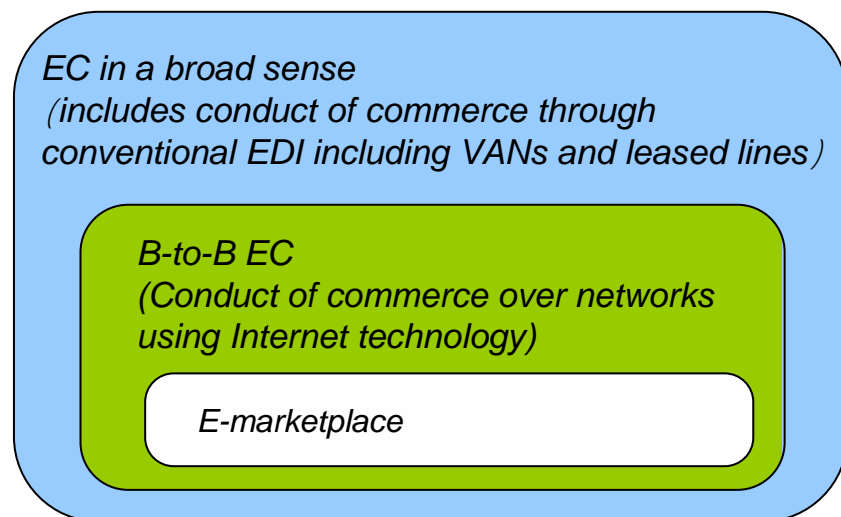 EC in a broad sense
（includes conduct of commerce through
conventional EDI including VANs and leased lines）
B-to-B EC
(Conduct of commerce over networks
using Internet technology)
E-marketplace